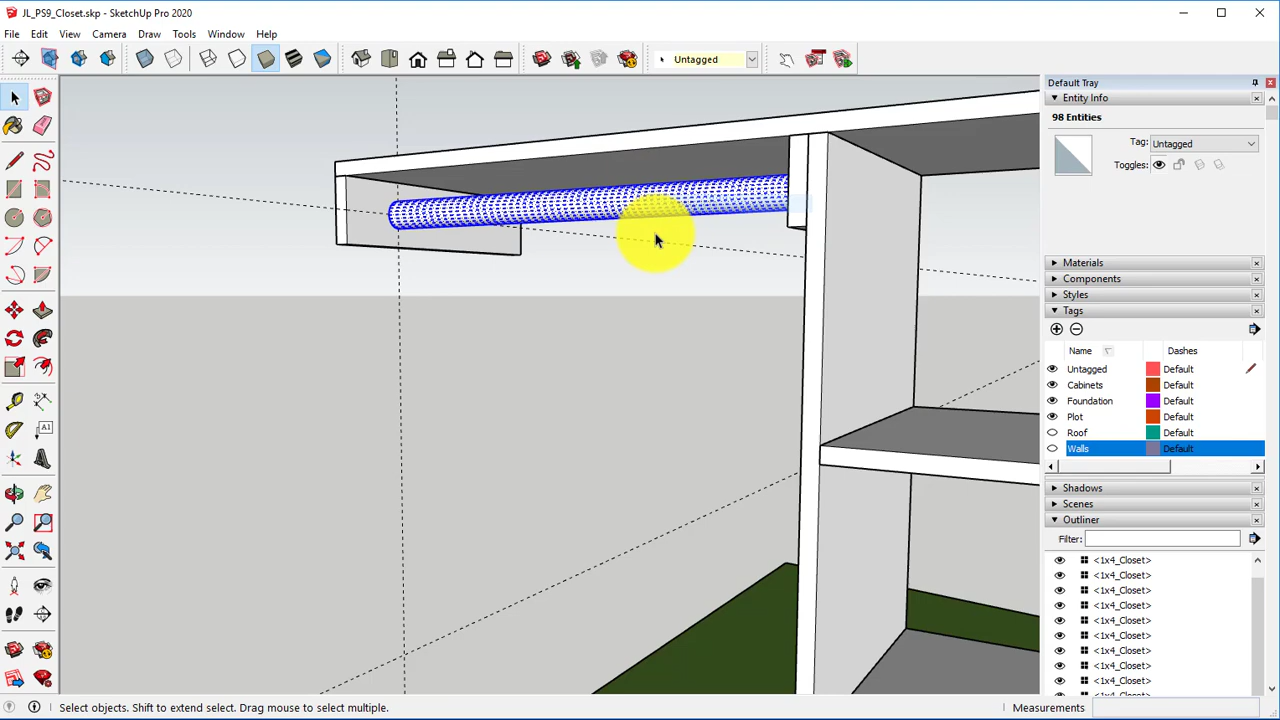 JL_PS9_Closet.skp - SketchUp Pro 2020
File Edit View Camera Draw Tools Window Help
Untagged
Default Tray
Entity Info
98 Entities
Tag: Untagged
Toggles:
Materials
Components
Styles
Tags
Name Dashes
Untagged Default
Cabinets Default
Foundation Default
Plot Default
Roof Default
Walls Default
Shadows
Scenes
Outliner
Filter:
<1x4_Closet>
<1x4_Closet>
<1x4_Closet>
<1x4_Closet>
<1x4_Closet>
<1x4_Closet>
<1x4_Closet>
<1x4_Closet>
<1x4_Closet>
A1
Select objects. Shift to extend select. Drag mouse to select multiple.
Measurements